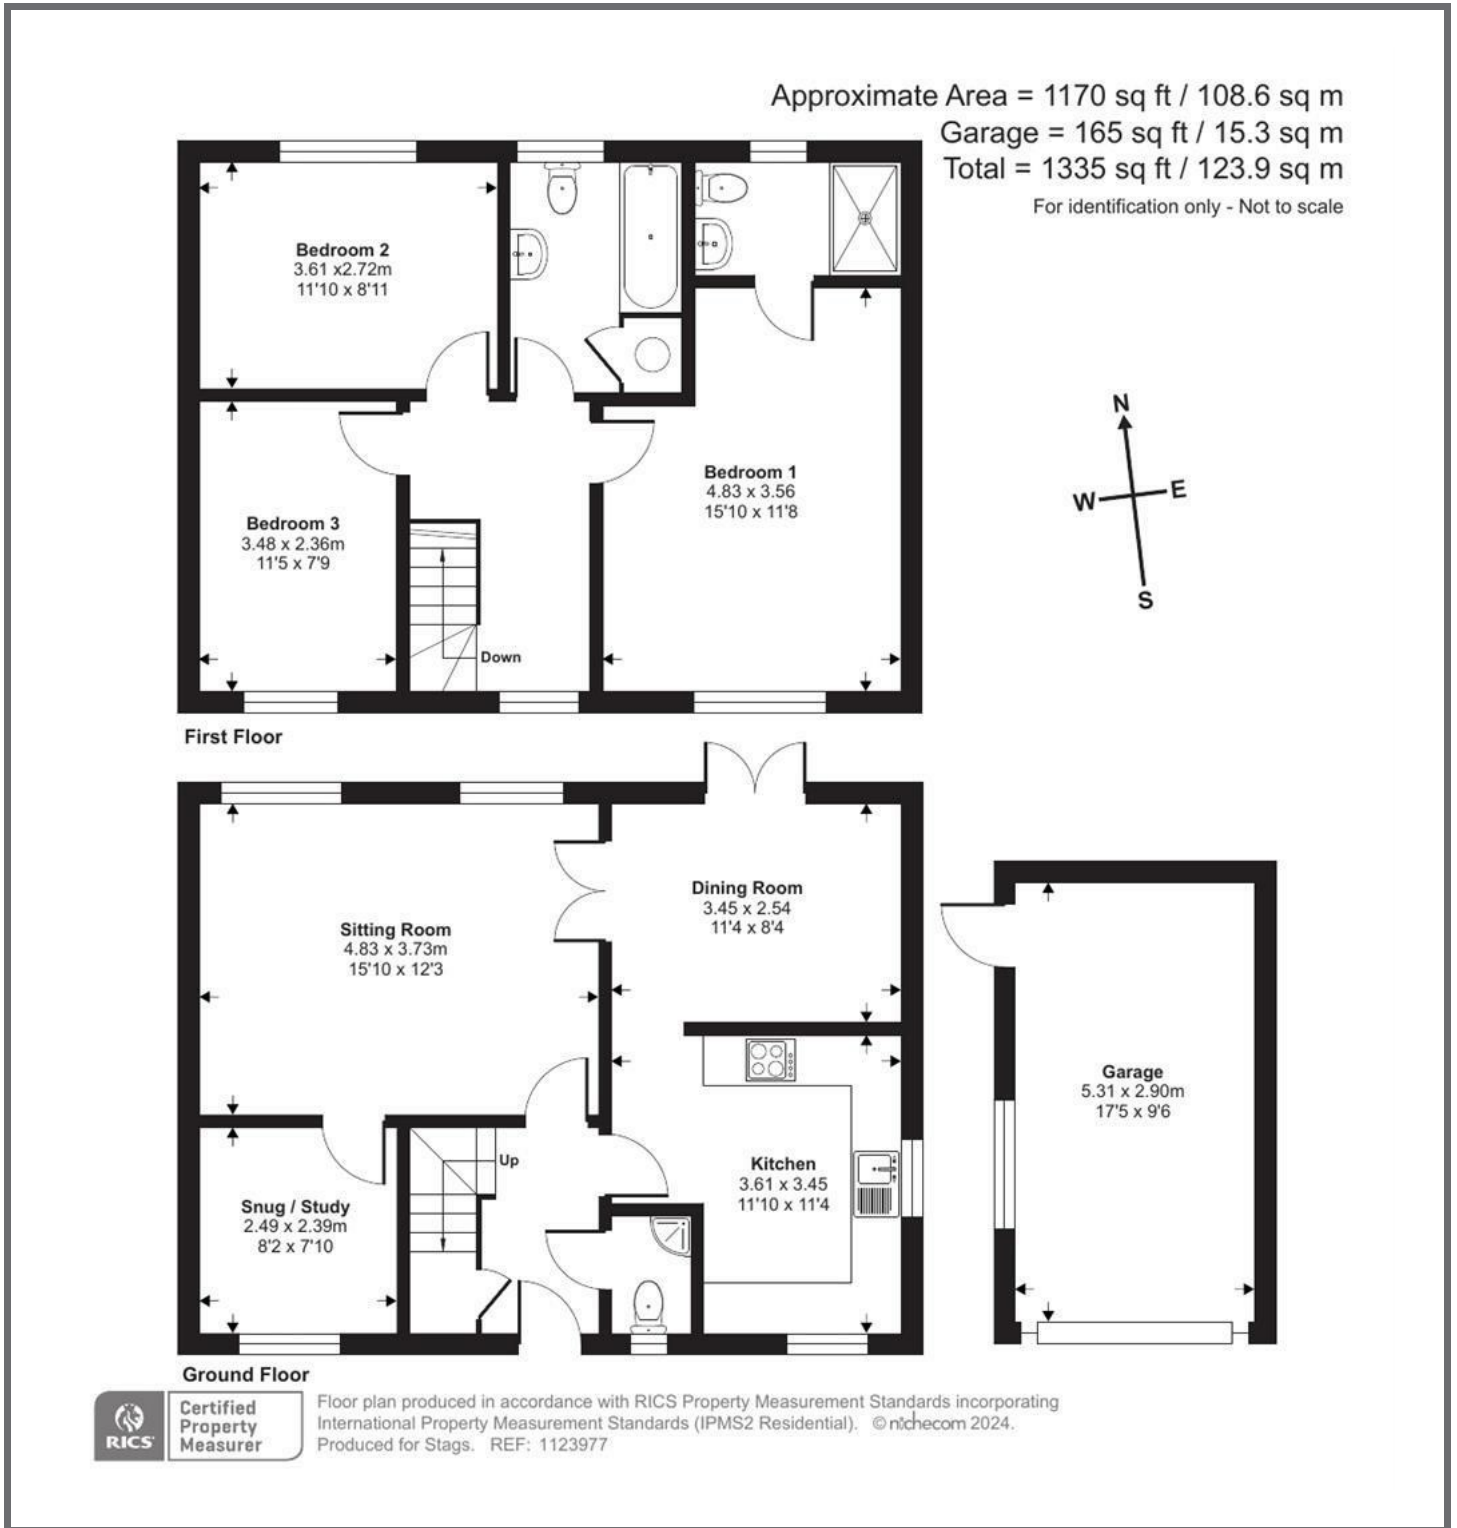 Approximate Area = 1170 sq ft / 108.6 sq m
Garage = 165 sq ft / 15.3 sq m
Total = 1335 sq ft / 123.9 sq m
For identification only - Not to scale
Bedroom 2
3.61 x2.72m
11'10 x 8'11
Bedroom 1
4.83 x 3.56
15'10 x 11'8
Bedroom 3
3.48 x 2.36m
11'5 x 7'9
Down
N
W
E
S
First Floor
Sitting Room
4.83 x 3.73m
15'10 x 12'3
Dining Room
3.45 x 2.54
11'4 x 8'4
Garage
5.31 x 2.90m
17'5 x 9'6
Up
Kitchen
3.61 x 3.45
11'10 x 11'4
Snug / Study
2.49 x 2.39m
8'2 x 7'10
Ground Floor
RICS
Certified
Property
Measurer
Floor plan produced in accordance with RICS Property Measurement Standards incorporating
International Property Measurement Standards (IPMS2 Residential). © nichecom 2024.
Produced for Stags. REF: 1123977